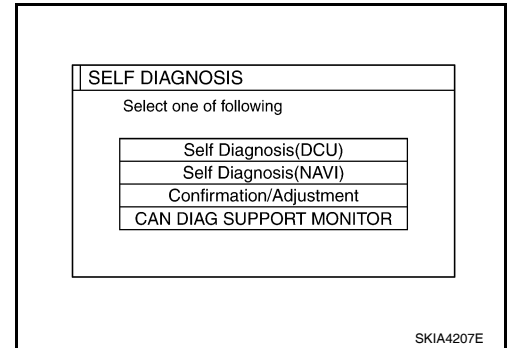 SELF DIAGNOSIS
Select one of following
Self Diagnosis(DCU)
Self Diagnosis(NAVI)
Confirmation/Adjustment
CAN DIAG SUPPORT MONITOR
SKIA4207E